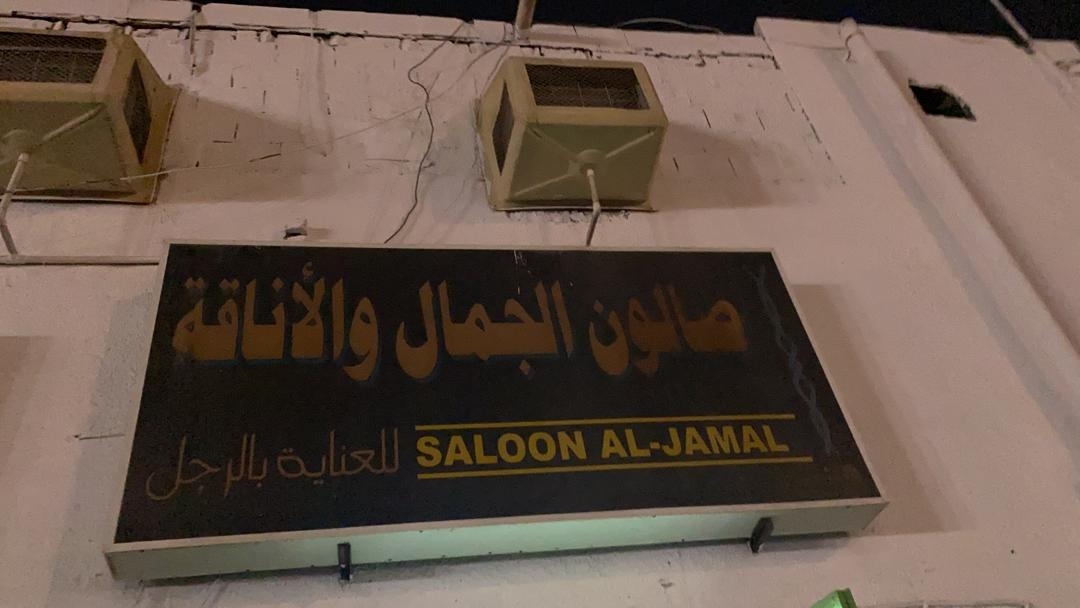 صالون الجمال والأناقة
SALOON AL-JAMAL
للعناية بالرجل